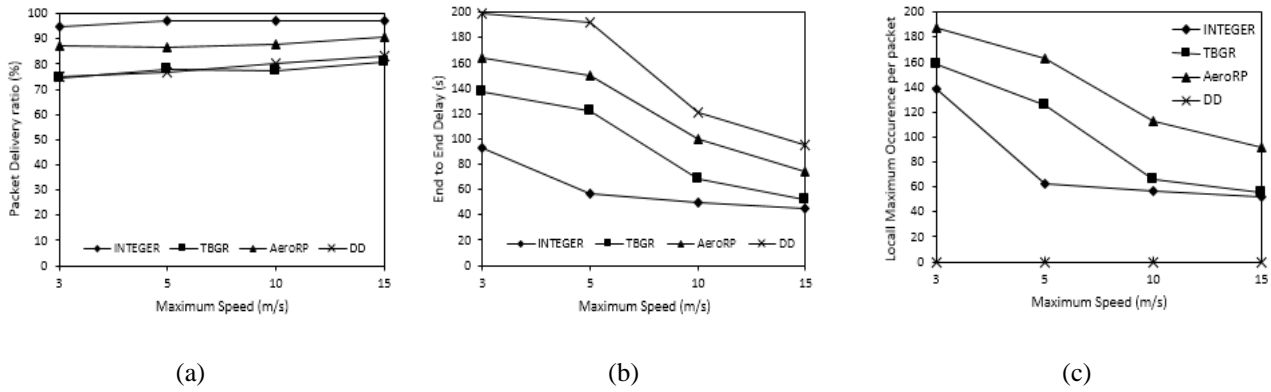 100
90
80
70
60
50
40
30
20
10
0
Packet Delivery ratio (%)
INTEGER TBGR AeroRP DD
3 5 10 15
Maximum Speed (m/s)
(a)
200
180
160
140
120
100
80
60
40
20
0
End to End Delay (s)
INTEGER TBGR AeroRP DD
3 5 10 15
Maximum Speed (m/s)
(b)
200
180
160
140
120
100
80
60
40
20
0
Locall Maximum Occurence per packet
INTEGER
TBGR
AeroRP
DD
3 5 10 15
Maximum Speed (m/s)
(c)